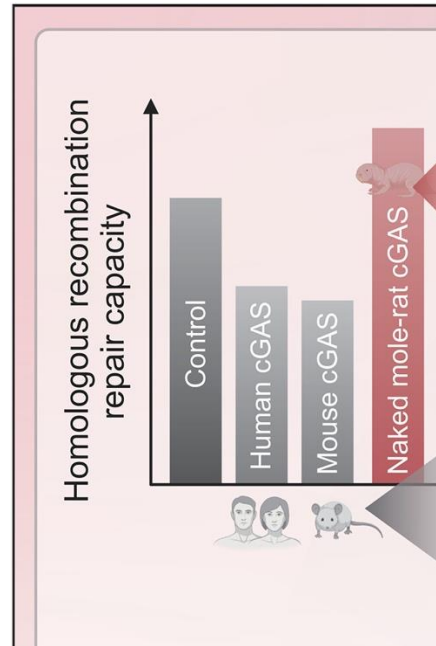 Homologous recombination
repair capacity
Control
Human cGAS
Mouse cGAS
Naked mole-rat cGAS